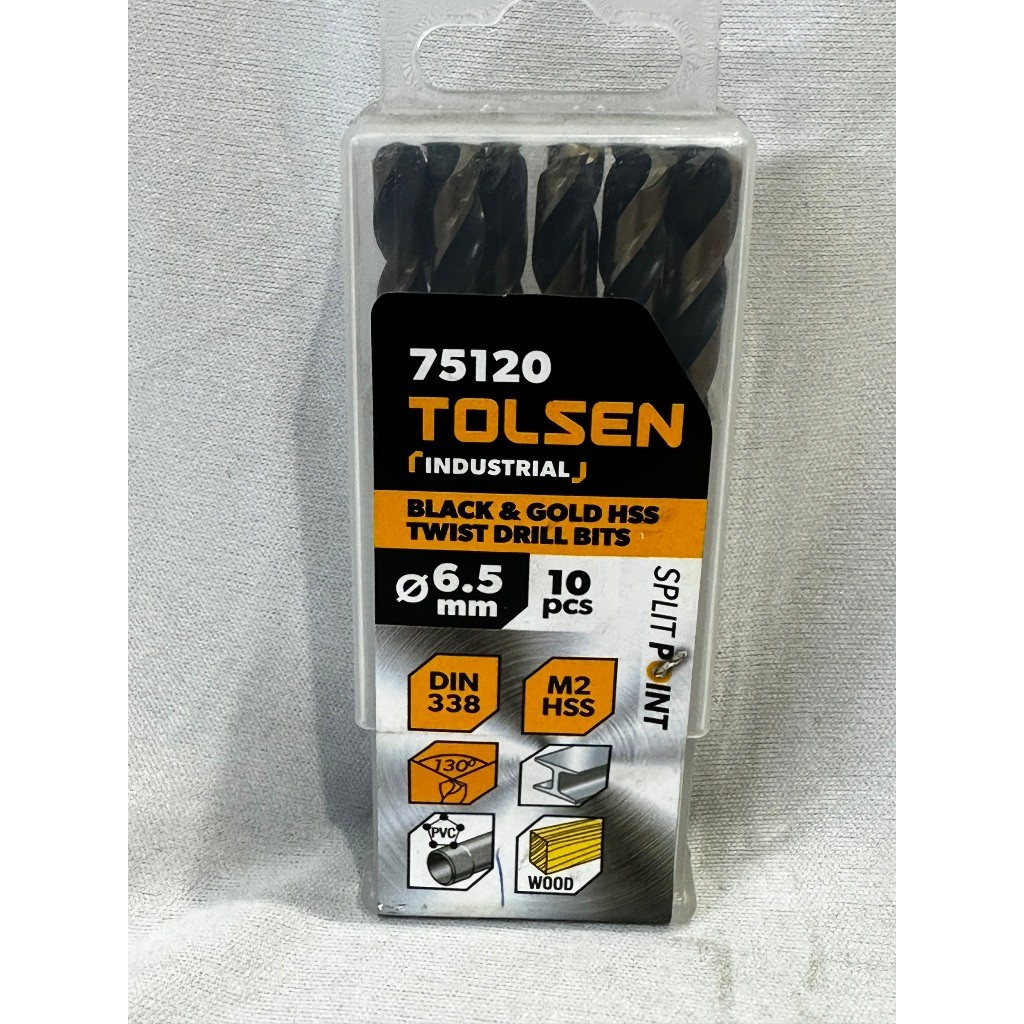 75120
TOLSEN
INDUSTRIAL
BLACK & GOLD HSS
TWIST DRILL BITS
Ø6.5
mm
10
pcs
SPLIT POINT
DIN
338
M2
HSS
130°
PVC
WOOD